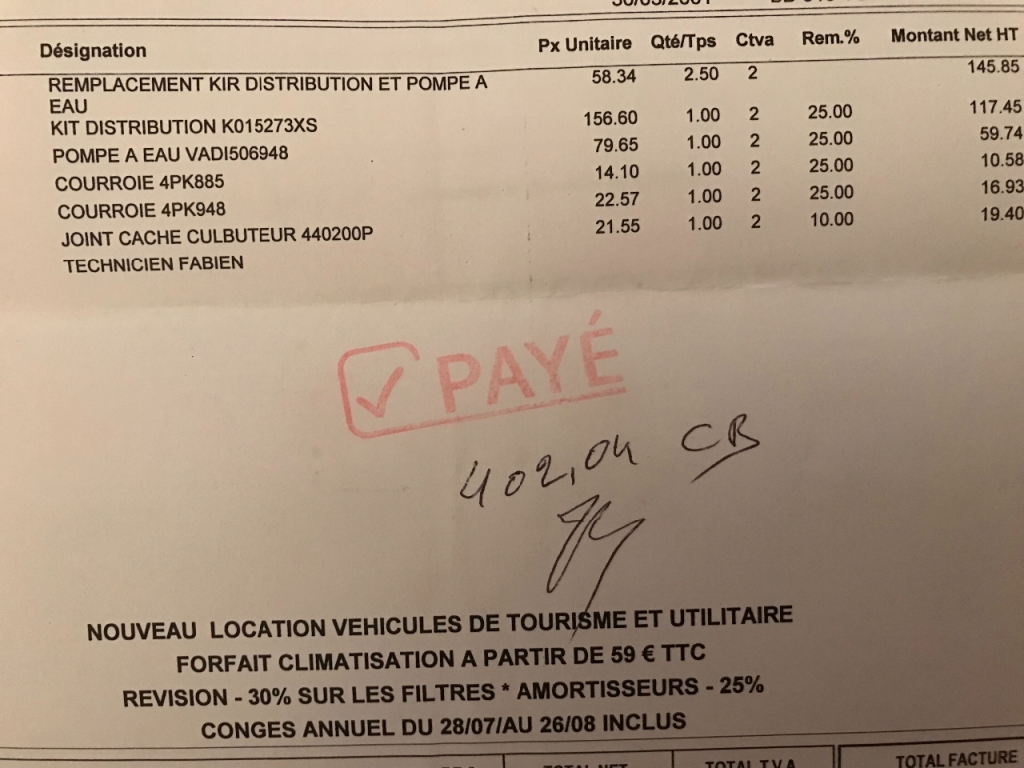 Désignation Px Unitaire Qté/Tps Ctva Rem.% Montant Net HT
REMPLACEMENT KIR DISTRIBUTION ET POMPE A 58.34 2.50 2 145.85
EAU
KIT DISTRIBUTION K015273XS 156.60 1.00 2 25.00 117.45
POMPE A EAU VADI506948 79.65 1.00 2 25.00 59.74
COURROIE 4PK885 14.10 1.00 2 25.00 10.58
COURROIE 4PK948 22.57 1.00 2 25.00 16.93
JOINT CACHE CULBUTEUR 440200P 21.55 1.00 2 10.00 19.40
TECHNICIEN FABIEN
PAYÉ
402,04 CB
NOUVEAU LOCATION VEHICULES DE TOURISME ET UTILITAIRE
FORFAIT CLIMATISATION A PARTIR DE 59 € TTC
REVISION - 30% SUR LES FILTRES * AMORTISSEURS - 25%
CONGES ANNUEL DU 28/07/AU 26/08 INCLUS
TOTAL NET TOTAL T.V.A TOTAL FACTURE